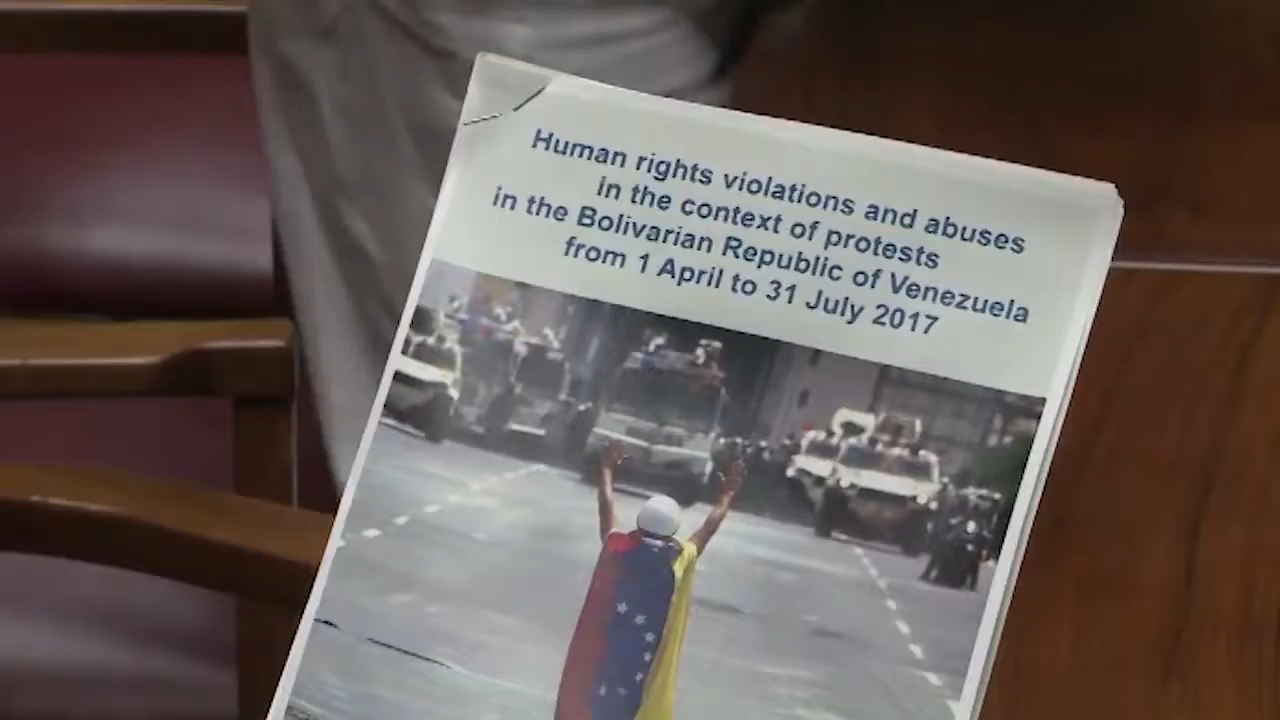 Human rights violations and abuses
in the context of protests
in the Bolivarian Republic of Venezuela
from 1 April to 31 July 2017